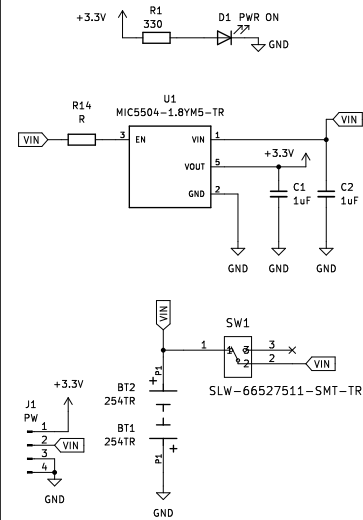 R1
330
+3.3V
D1 PWR ON
GND
U1
MIC5504-1.8YM5-TR
R14
R
VIN
3
EN
VIN
1
VIN
VOUT
5
+3.3V
GND
2
C1
1uF
C2
1uF
GND
GND
GND
VIN
SW1
1
1
3
3
2
2
VIN
SLW-66527511-SMT-TR
+
P1
BT2
254TR
BT1
254TR
P1
+
GND
+3.3V
J1
PW
1
2
VIN
3
4
GND